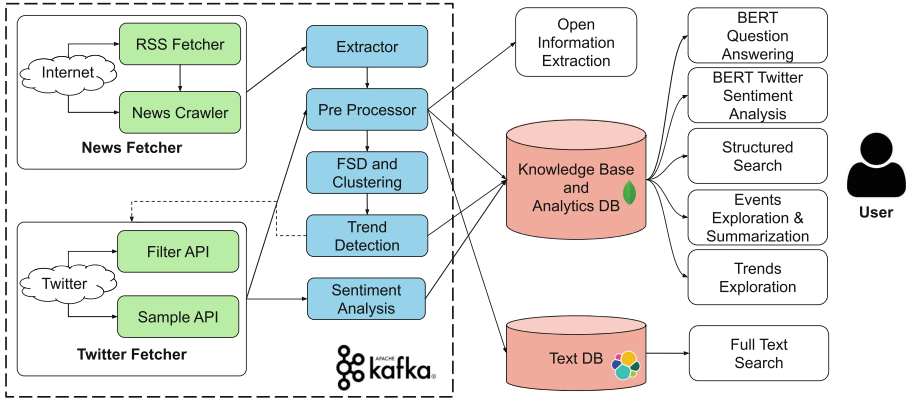 RSS Fetcher
Internet
News Crawler
News Fetcher
Filter API
Twitter
Sample API
Twitter Fetcher
Extractor
Pre Processor
FSD and
Clustering
Trend
Detection
Sentiment
Analysis
APACHE
kafka®
Open
Information
Extraction
Knowledge Base
and
Analytics DB
Text DB
BERT
Question
Answering
BERT Twitter
Sentiment
Analysis
Structured
Search
Events
Exploration &
Summarization
Trends
Exploration
Full Text
Search
User